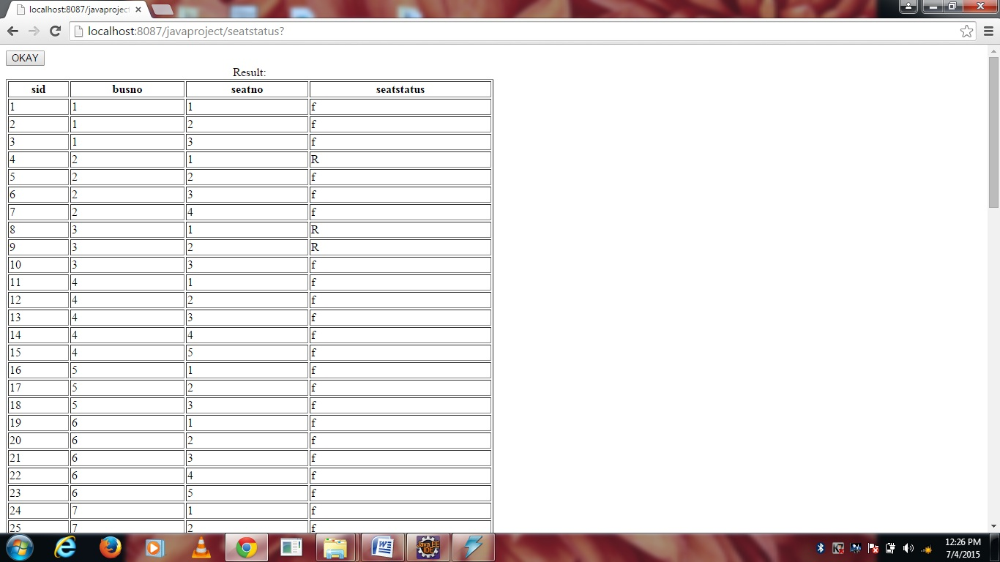 localhost:8087/javaproject
localhost:8087/javaproject/seatstatus?
OKAY
Result:
sid busno seatno seatstatus
1 1 1 f
2 1 2 f
3 1 3 f
4 2 1 R
5 2 2 f
6 2 3 f
7 2 4 f
8 3 1 R
9 3 2 R
10 3 3 f
11 4 1 f
12 4 2 f
13 4 3 f
14 4 4 f
15 4 5 f
16 5 1 f
17 5 2 f
18 5 3 f
19 6 1 f
20 6 2 f
21 6 3 f
22 6 4 f
23 6 5 f
24 7 1 f
25 7 2 f
Java EE
IDE
12:26 PM
7/4/2015